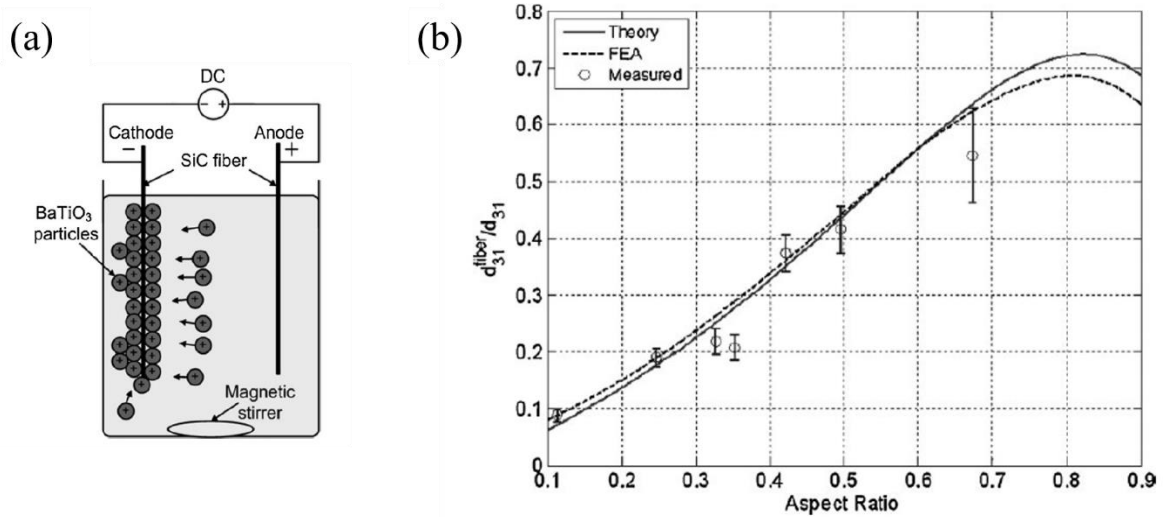 (a)
DC
- +
Cathode
Anode
−
+
SiC fiber
BaTiO3
particles
+
Magnetic
stirrer
(b)
Theory
FEA
Measured
d31fiber/d31
0.8
0.7
0.6
0.5
0.4
0.3
0.2
0.1
0
0.1 0.2 0.3 0.4 0.5 0.6 0.7 0.8 0.9
Aspect Ratio